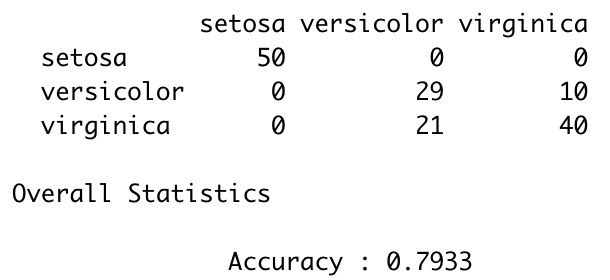 setosa versicolor virginica
setosa 50 0 0
versicolor 0 29 10
virginica 0 21 40
Overall Statistics
Accuracy : 0.7933